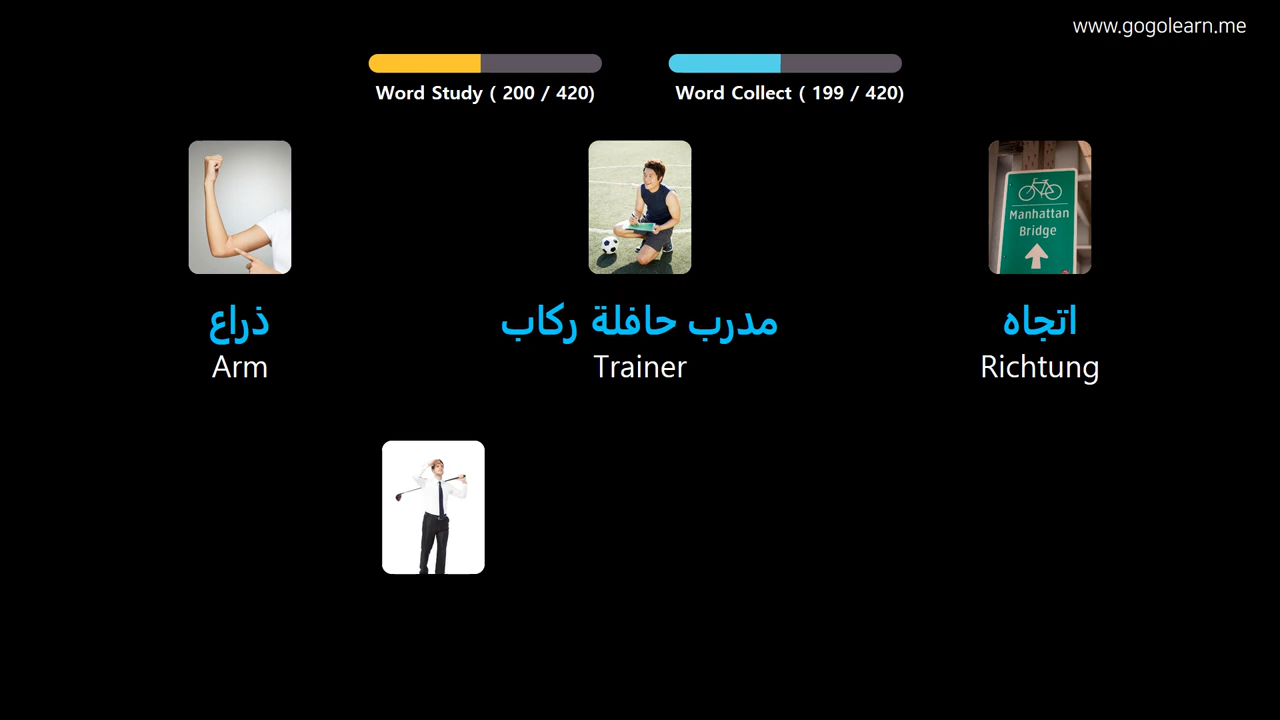 www.gogolearn.me
Word Study ( 200 / 420)
Word Collect ( 199 / 420)
Manhattan
Bridge
ذراع
Arm
مدرب حافلة ركاب
Trainer
اتجاه
Richtung